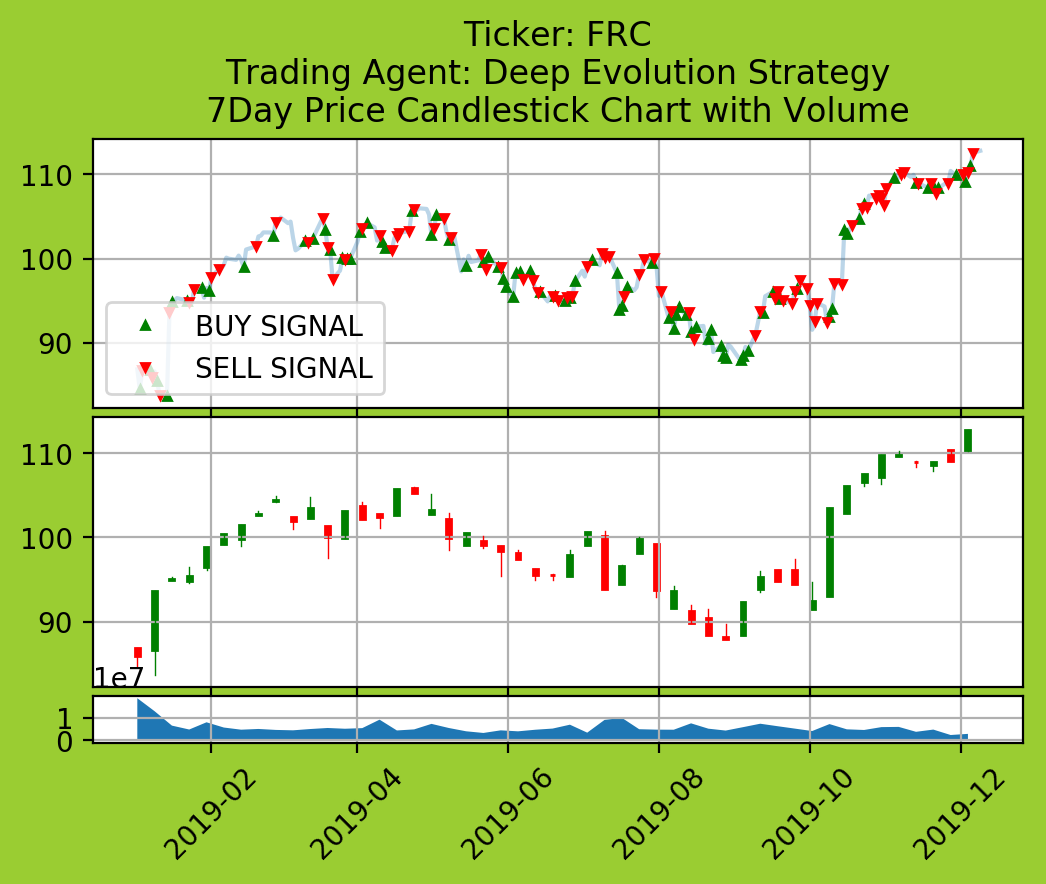 Ticker: FRC
Trading Agent: Deep Evolution Strategy
7Day Price Candlestick Chart with Volume
110
100
90
BUY SIGNAL
SELL SIGNAL
110
100
90
1e7
1
0
2019-02
2019-04
2019-06
2019-08
2019-10
2019-12